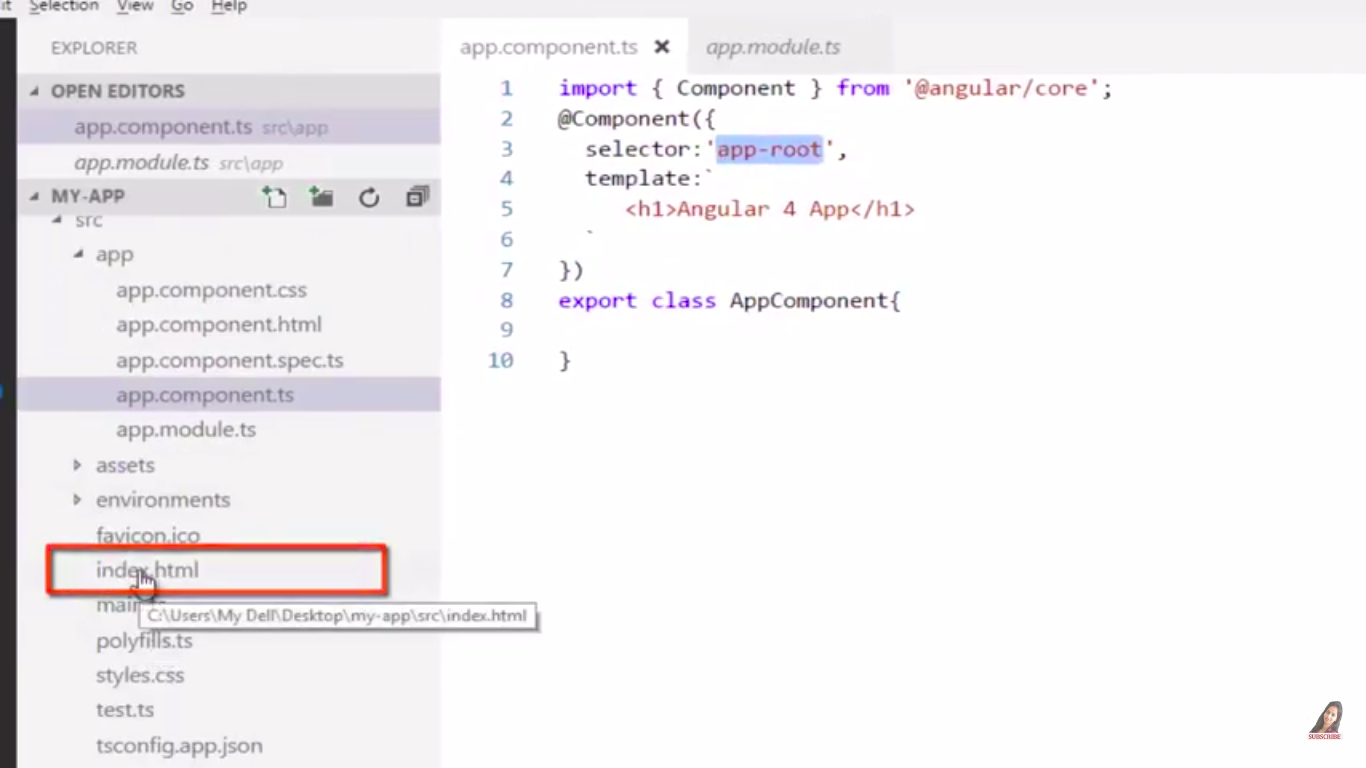 it Selection View Go Help
EXPLORER
OPEN EDITORS
app.component.ts src\app
app.module.ts src\app
MY-APP
src
app
app.component.css
app.component.html
app.component.spec.ts
app.component.ts
app.module.ts
assets
environments
favicon.ico
index.html
main.ts
C:\Users\My Dell\Desktop\my-app\src\index.html
polyfills.ts
styles.css
test.ts
tsconfig.app.json
app.component.ts × app.module.ts
1 import { Component } from '@angular/core';
2 @Component({
3 selector:'app-root',
4 template:`
5 <h1>Angular 4 App</h1>
6 `
7 })
8 export class AppComponent{
9
10 }
SUBSCRIBE